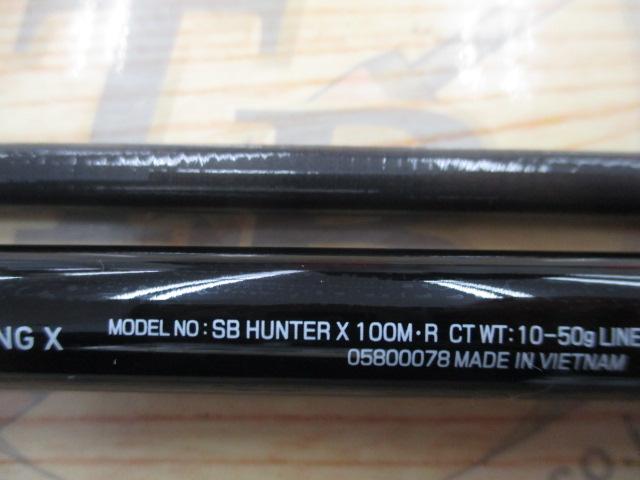 NG X MODEL NO : SB HUNTER X 100M·R CT WT: 10-50g LINE
05800078 MADE IN VIETNAM